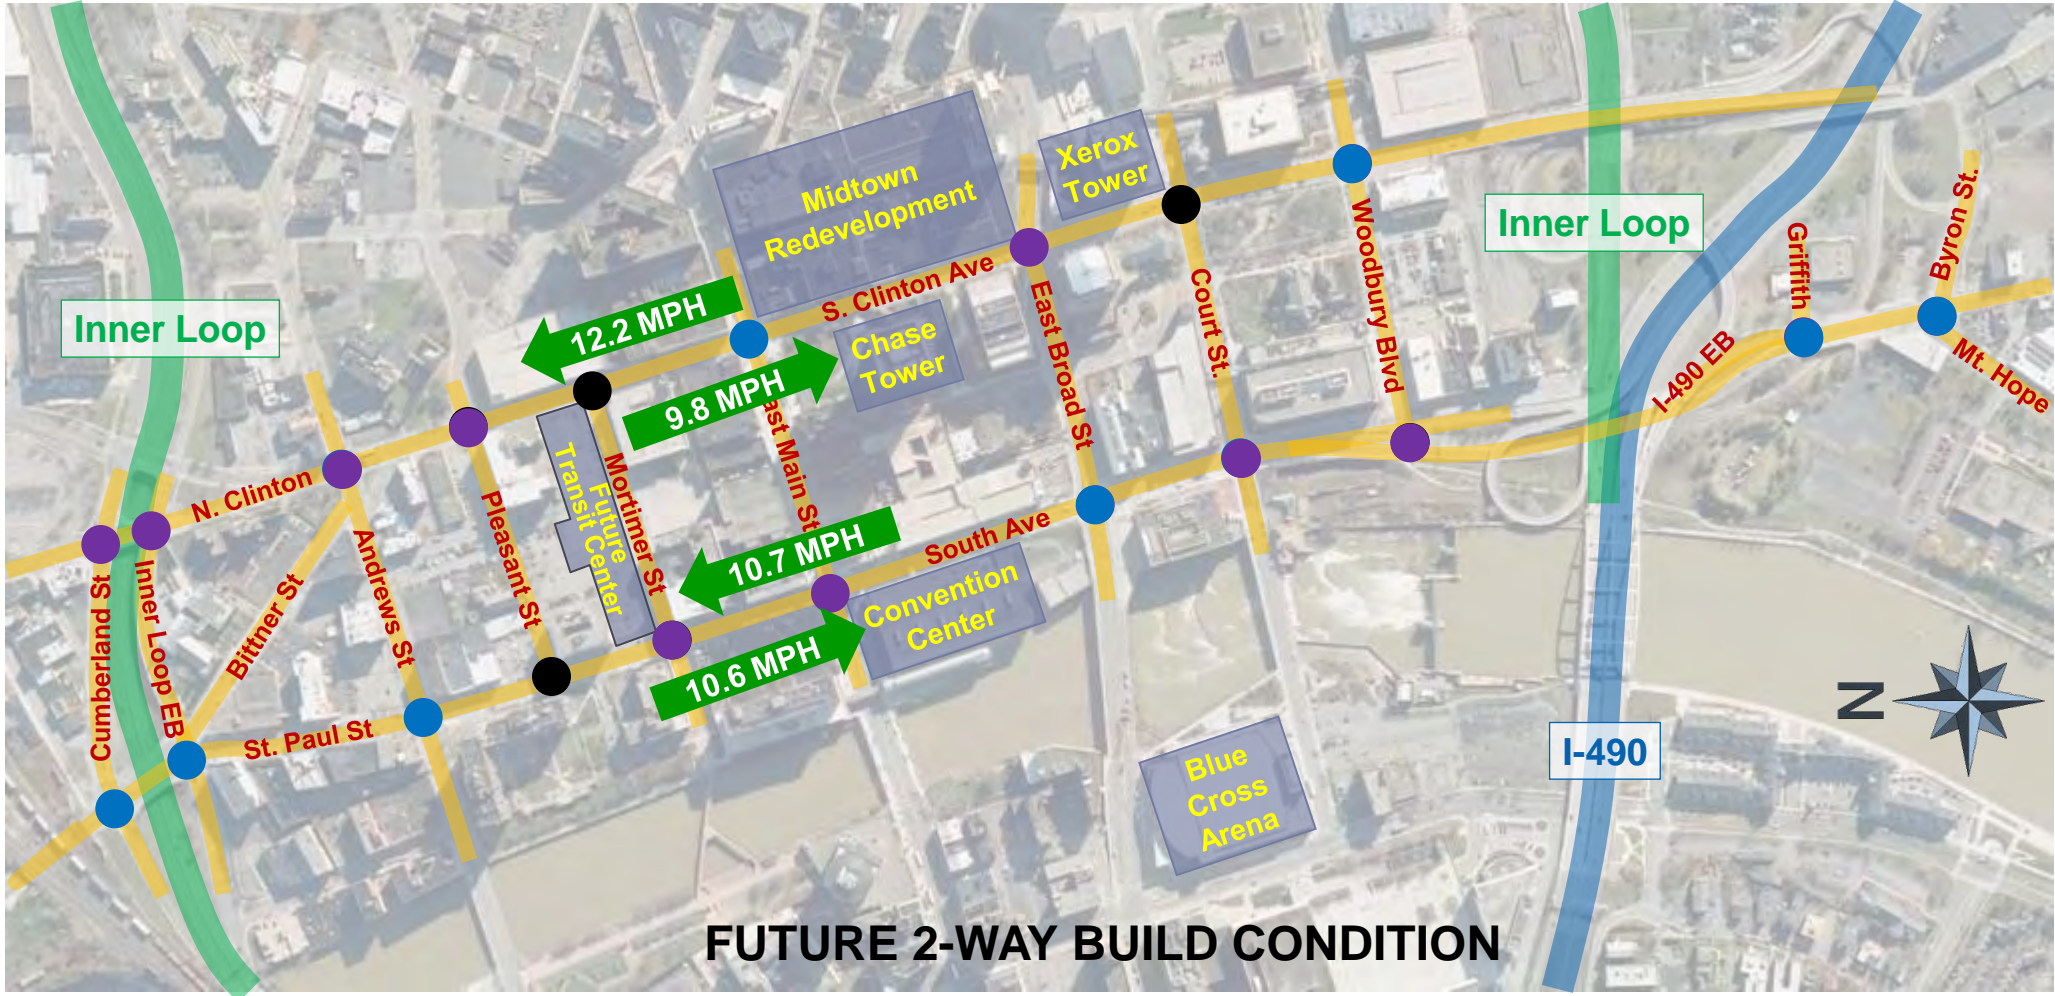 Midtown
Redevelopment
Xerox
Tower
Inner Loop
Inner Loop
12.2 MPH
9.8 MPH
S. Clinton Ave
Chase
Tower
East Broad St
Court St.
Woodbury Blvd
Griffith
Byron St.
Mt. Hope
I-490 EB
N. Clinton
Andrews St
Pleasant St
Future
Transit Center
Mortimer St
ast Main St
10.7 MPH
10.6 MPH
South Ave
Convention
Center
Cumberland St
Inner Loop EB
Bittner St
St. Paul St
Blue
Cross
Arena
I-490
N
FUTURE 2-WAY BUILD CONDITION